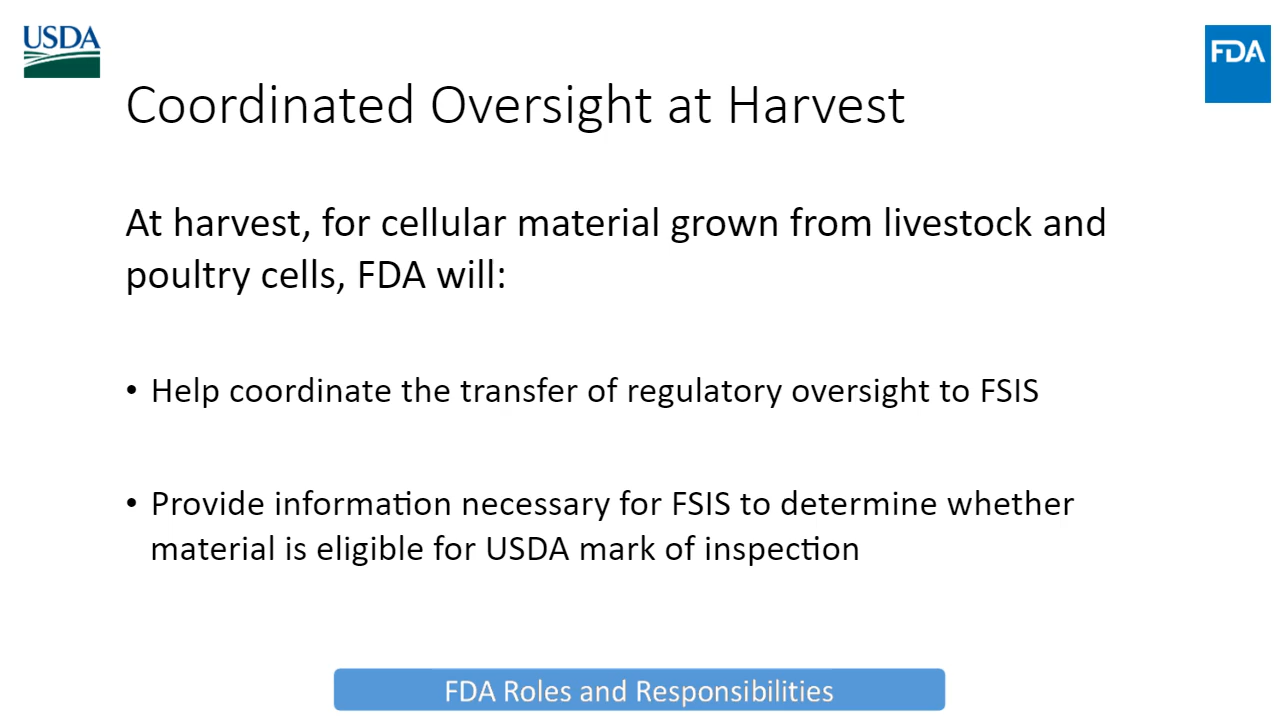 USDA
FDA
Coordinated Oversight at Harvest
At harvest, for cellular material grown from livestock and
poultry cells, FDA will:
• Help coordinate the transfer of regulatory oversight to FSIS
• Provide information necessary for FSIS to determine whether
material is eligible for USDA mark of inspection
FDA Roles and Responsibilities